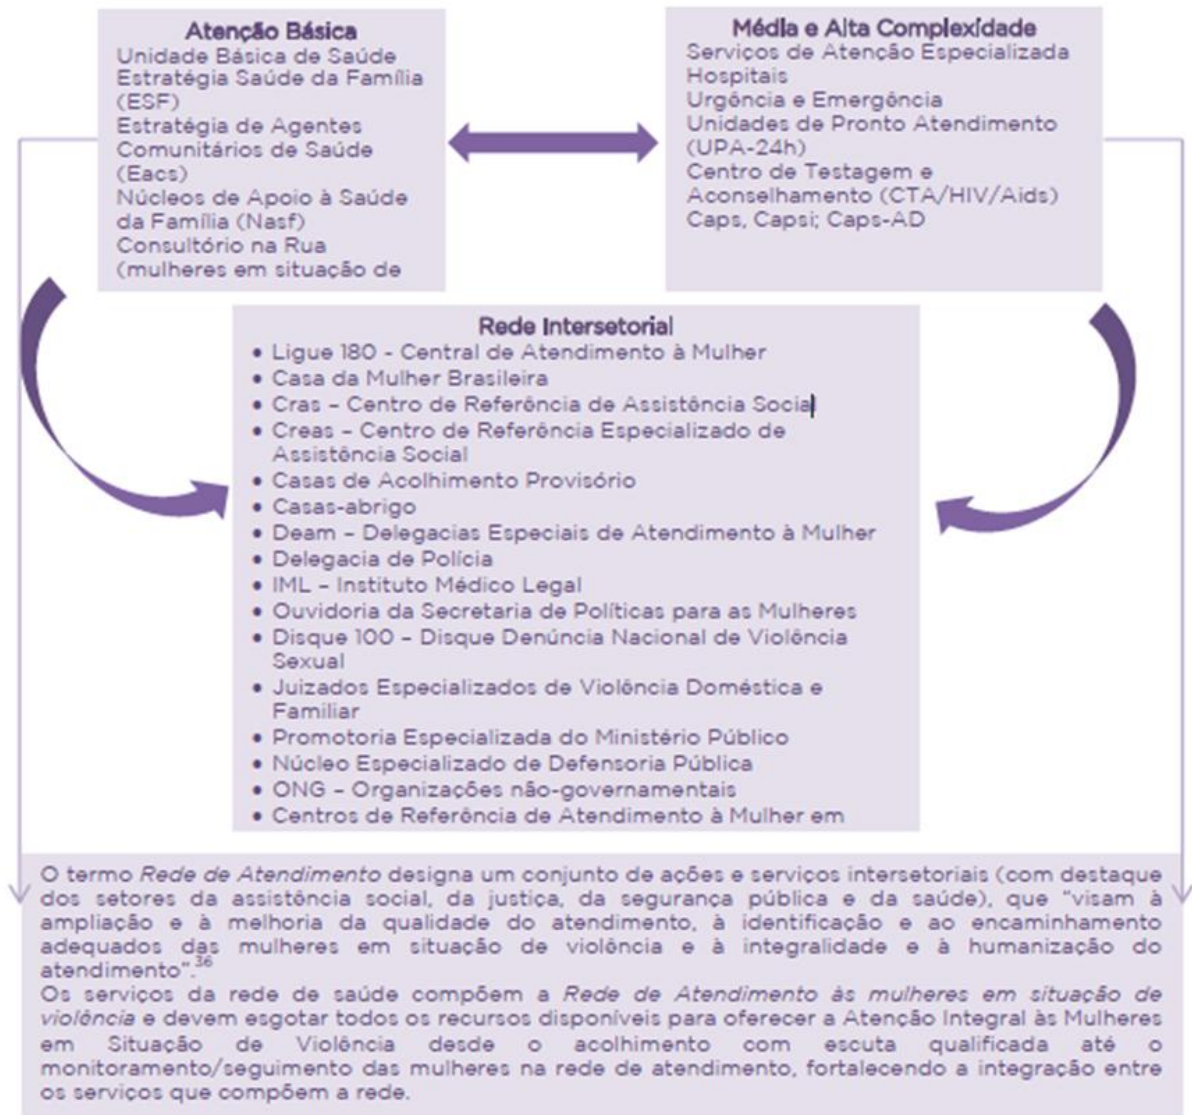 Atenção Básica
Unidade Básica de Saúde
Estratégia Saúde da Família
(ESF)
Estratégia de Agentes
Comunitários de Saúde
(Eacs)
Núcleos de Apoio à Saúde
da Família (Nasf)
Consultório na Rua
(mulheres em situação de
Média e Alta Complexidade
Serviços de Atenção Especializada
Hospitais
Urgência e Emergência
Unidades de Pronto Atendimento
(UPA-24h)
Centro de Testagem e
Aconselhamento (CTA/HIV/Aids)
Caps, Capsi; Caps-AD
Rede Intersetorial
• Ligue 180 - Central de Atendimento à Mulher
• Casa da Mulher Brasileira
• Cras – Centro de Referência de Assistência Social
• Creas – Centro de Referência Especializado de
Assistência Social
• Casas de Acolhimento Provisório
• Casas-abrigo
• Deam – Delegacias Especiais de Atendimento à Mulher
• Delegacia de Polícia
• IML – Instituto Médico Legal
• Ouvidoria da Secretaria de Políticas para as Mulheres
• Disque 100 – Disque Denúncia Nacional de Violência
Sexual
• Juizados Especializados de Violência Doméstica e
Familiar
• Promotoria Especializada do Ministério Público
• Núcleo Especializado de Defensoria Pública
• ONG – Organizações não-governamentais
• Centros de Referência de Atendimento à Mulher em
O termo Rede de Atendimento designa um conjunto de ações e serviços intersetoriais (com destaque
dos setores da assistência social, da justiça, da segurança pública e da saúde), que "visam à
ampliação e à melhoria da qualidade do atendimento, à identificação e ao encaminhamento
adequados das mulheres em situação de violência e à integralidade e à humanização do
atendimento".36
Os serviços da rede de saúde compõem a Rede de Atendimento às mulheres em situação de
violência e devem esgotar todos os recursos disponíveis para oferecer a Atenção Integral às Mulheres
em Situação de Violência desde o acolhimento com escuta qualificada até o
monitoramento/seguimento das mulheres na rede de atendimento, fortalecendo a integração entre
os serviços que compõem a rede.